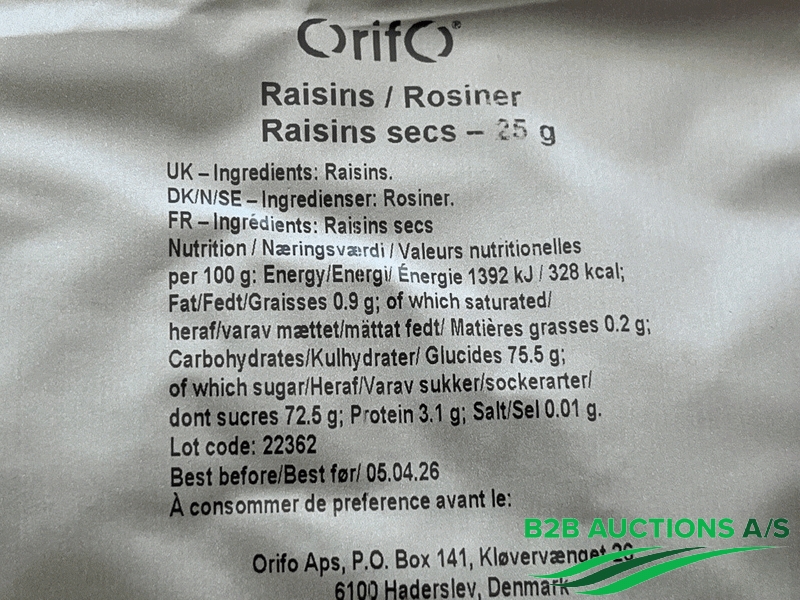 OrifO®
Raisins / Rosiner
Raisins secs – 25 g
UK – Ingredients: Raisins.
DK/N/SE – Ingredienser: Rosiner.
FR – Ingrédients: Raisins secs
Nutrition / Næringsværdi / Valeurs nutritionelles
per 100 g: Energy/Energi/ Énergie 1392 kJ / 328 kcal;
Fat/Fedt/Graisses 0.9 g; of which saturated/
heraf/varav mættet/mättat fedt/ Matières grasses 0.2 g;
Carbohydrates/Kulhydrater/ Glucides 75.5 g;
of which sugar/Heraf/Varav sukker/sockerarter/
dont sucres 72.5 g; Protein 3.1 g; Salt/Sel 0.01 g.
Lot code: 22362
Best before/Best før/ 05.04.26
À consommer de preference avant le:
B2B AUCTIONS A/S
Orifo Aps, P.O. Box 141, Kløvervænget
6100 Haderslev, Denmark